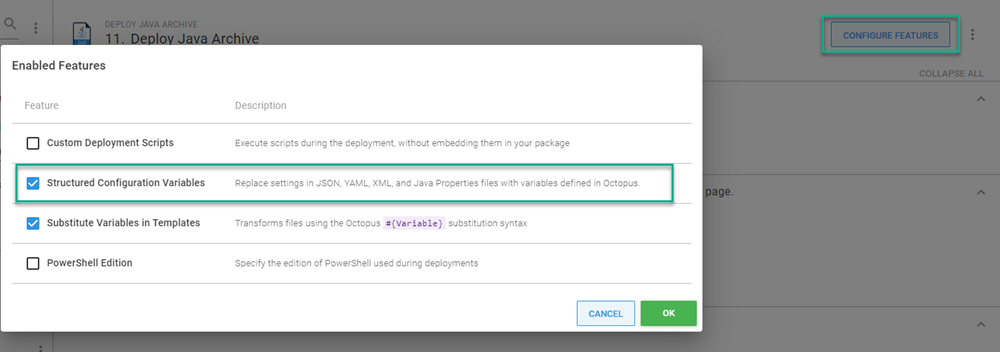 DEPLOY JAVA ARCHIVE
11. Deploy Java Archive
CONFIGURE FEATURES
COLLAPSE ALL
Enabled Features
Feature Description
Custom Deployment Scripts Execute scripts during the deployment, without embedding them in your package
Structured Configuration Variables Replace settings in JSON, YAML, XML, and Java Properties files with variables defined in Octopus.
page.
Substitute Variables in Templates Transforms files using the Octopus #{Variable} substitution syntax
PowerShell Edition Specify the edition of PowerShell used during deployments
CANCEL OK